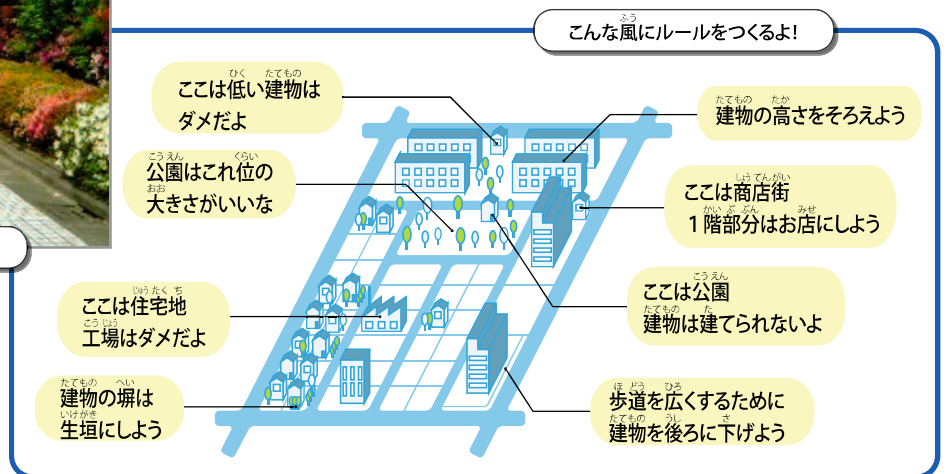 こんな風にルールをつくるよ!
ここは低い建物は
ダメだよ
公園はこれ位の
大きさがいいな
ここは住宅地
工場はダメだよ
建物の塀は
生垣にしよう
建物の高さをそろえよう
ここは商店街
1階部分はお店にしよう
ここは公園
建物は建てられないよ
歩道を広くするために
建物を後ろに下げよう